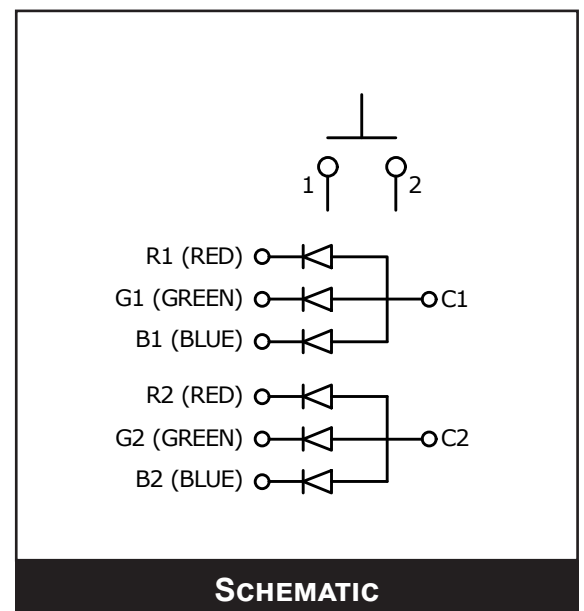 1 2
R1 (RED)
G1 (GREEN) C1
B1 (BLUE)
R2 (RED)
G2 (GREEN) C2
B2 (BLUE)
SCHEMATIC